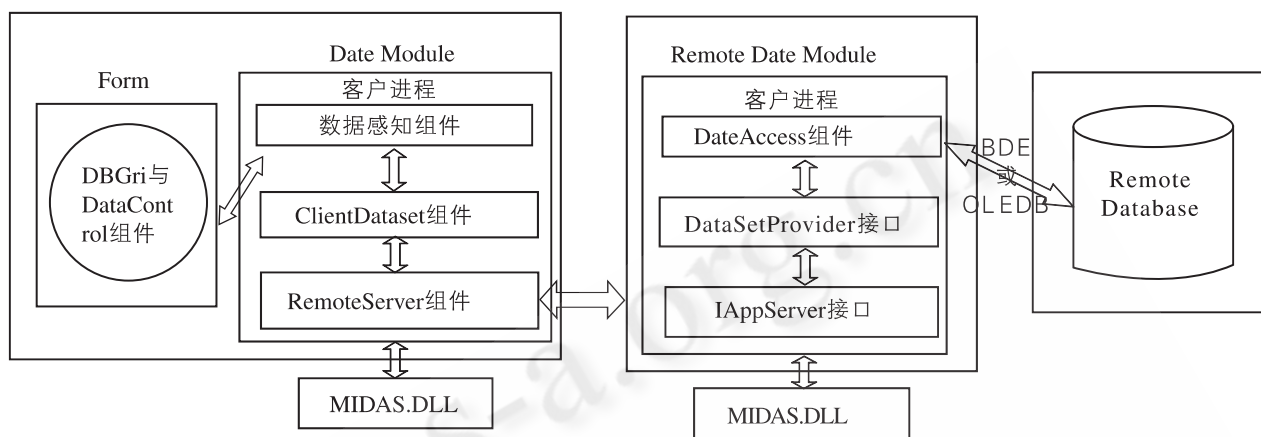 Form
DBGri与
DataCont
rol组件
Date Module
客户进程
数据感知组件
ClientDataset组件
RemoteServer组件
MIDAS.DLL
Remote Date Module
客户进程
DateAccess组件
DataSetProvider接口
IAppServer接口
MIDAS.DLL
BDE
或
OLEDB
Remote
Database
s-a.org.cn